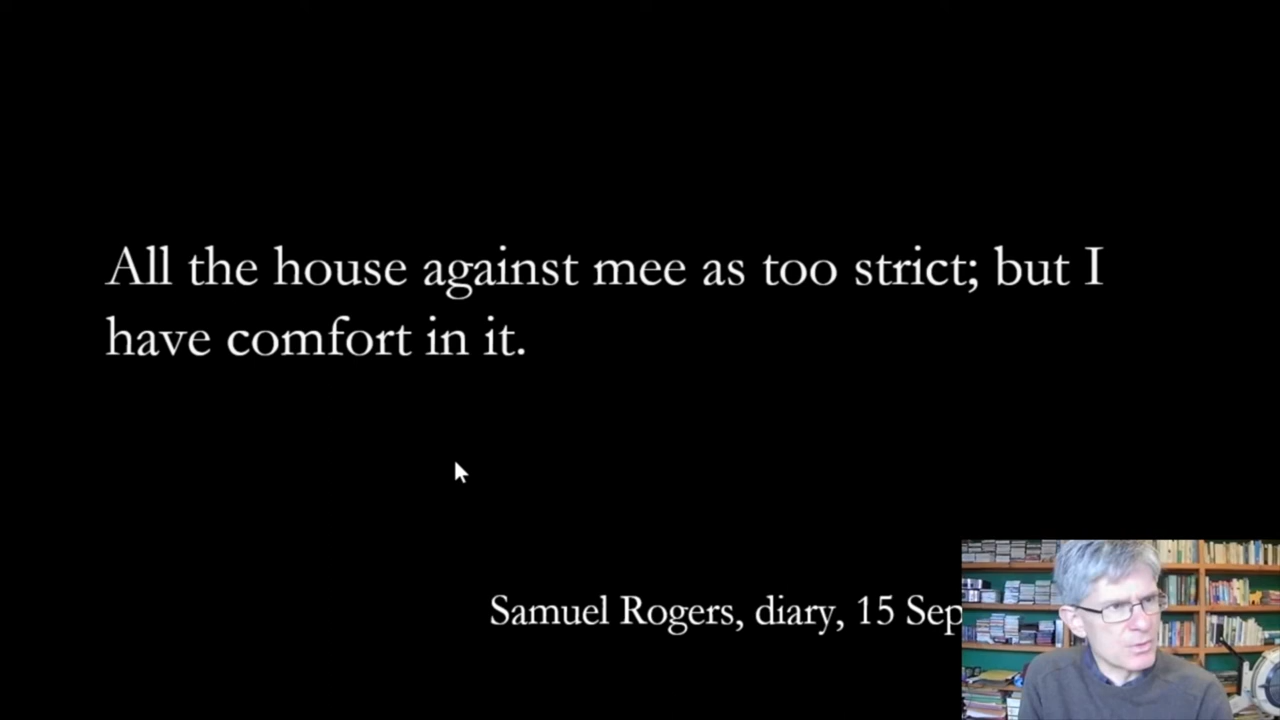 All the house against mee as too strict; but I
have comfort in it.
Samuel Rogers, diary, 15 Sep